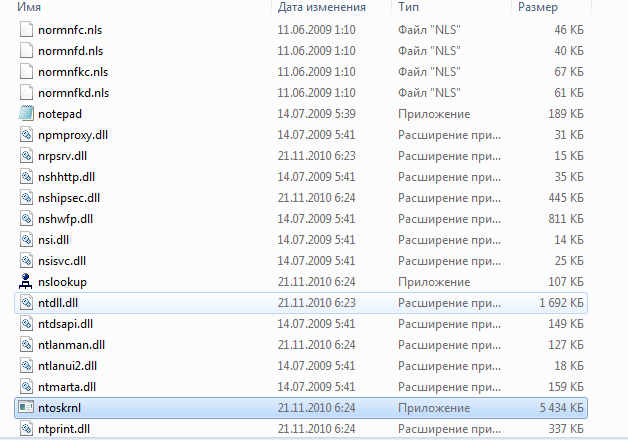 Имя Дата изменения Тип Размер
normnfc.nls 11.06.2009 1:10 Файл "NLS" 46 КБ
normnfd.nls 11.06.2009 1:10 Файл "NLS" 40 КБ
normnfkc.nls 11.06.2009 1:10 Файл "NLS" 67 КБ
normnfkd.nls 11.06.2009 1:10 Файл "NLS" 61 КБ
notepad 14.07.2009 5:39 Приложение 189 КБ
npmproxy.dll 14.07.2009 5:41 Расширение при... 31 КБ
nrpsrv.dll 21.11.2010 6:23 Расширение при... 15 КБ
nshhttp.dll 14.07.2009 5:41 Расширение при... 35 КБ
nshipsec.dll 21.11.2010 6:24 Расширение при... 445 КБ
nshwfp.dll 14.07.2009 5:41 Расширение при... 811 КБ
nsi.dll 14.07.2009 5:41 Расширение при... 14 КБ
nsisvc.dll 14.07.2009 5:41 Расширение при... 25 КБ
nslookup 21.11.2010 6:24 Приложение 107 КБ
ntdll.dll 21.11.2010 6:23 Расширение при... 1 692 КБ
ntdsapi.dll 14.07.2009 5:41 Расширение при... 149 КБ
ntlanman.dll 21.11.2010 6:24 Расширение при... 127 КБ
ntlanui2.dll 14.07.2009 5:41 Расширение при... 18 КБ
ntmarta.dll 14.07.2009 5:41 Расширение при... 159 КБ
ntoskrnl 21.11.2010 6:24 Приложение 5 434 КБ
ntprint.dll 21.11.2010 6:24 Расширение при... 337 КБ